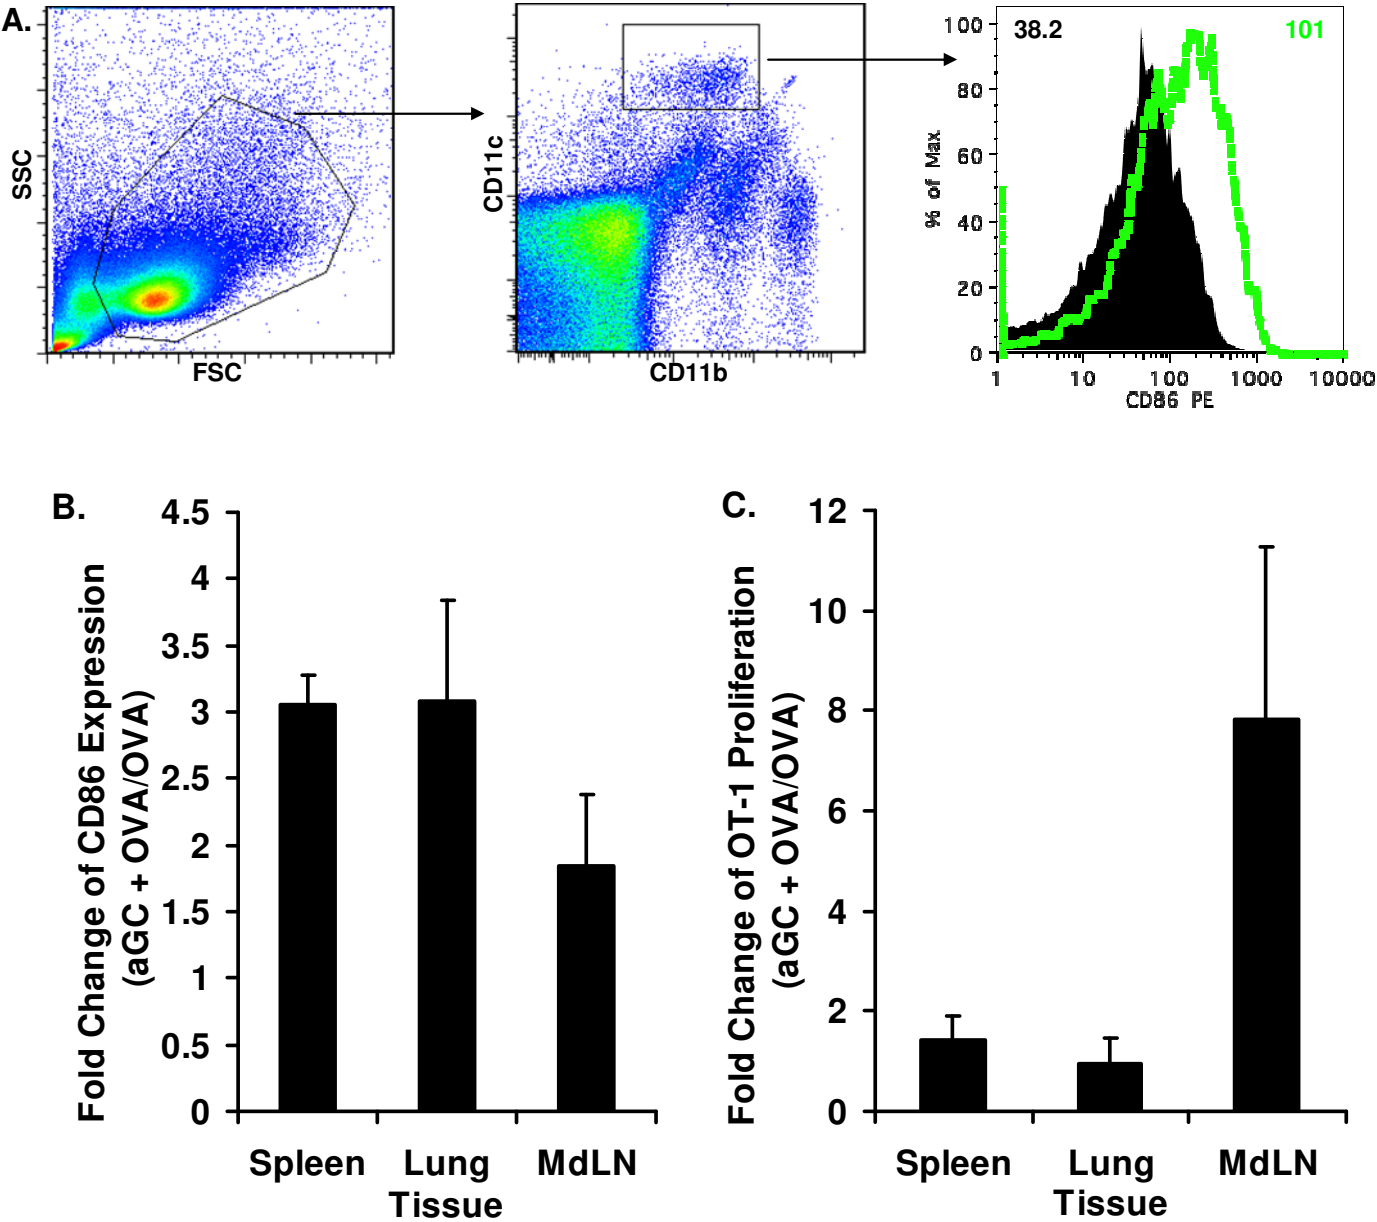 A.
SSC
FSC
CD11c
CD11b
38.2
101
% of Max
100
80
60
40
20
0
1 10 100 1000 10000
CD86 PE
B.
Fold Change of CD86 Expression
(aGC + OVA/OVA)
4.5
4
3.5
3
2.5
2
1.5
1
0.5
0
Spleen Lung MdLN
Tissue
C.
Fold Change of OT-1 Proliferation
(aGC + OVA/OVA)
12
10
8
6
4
2
0
Spleen Lung MdLN
Tissue